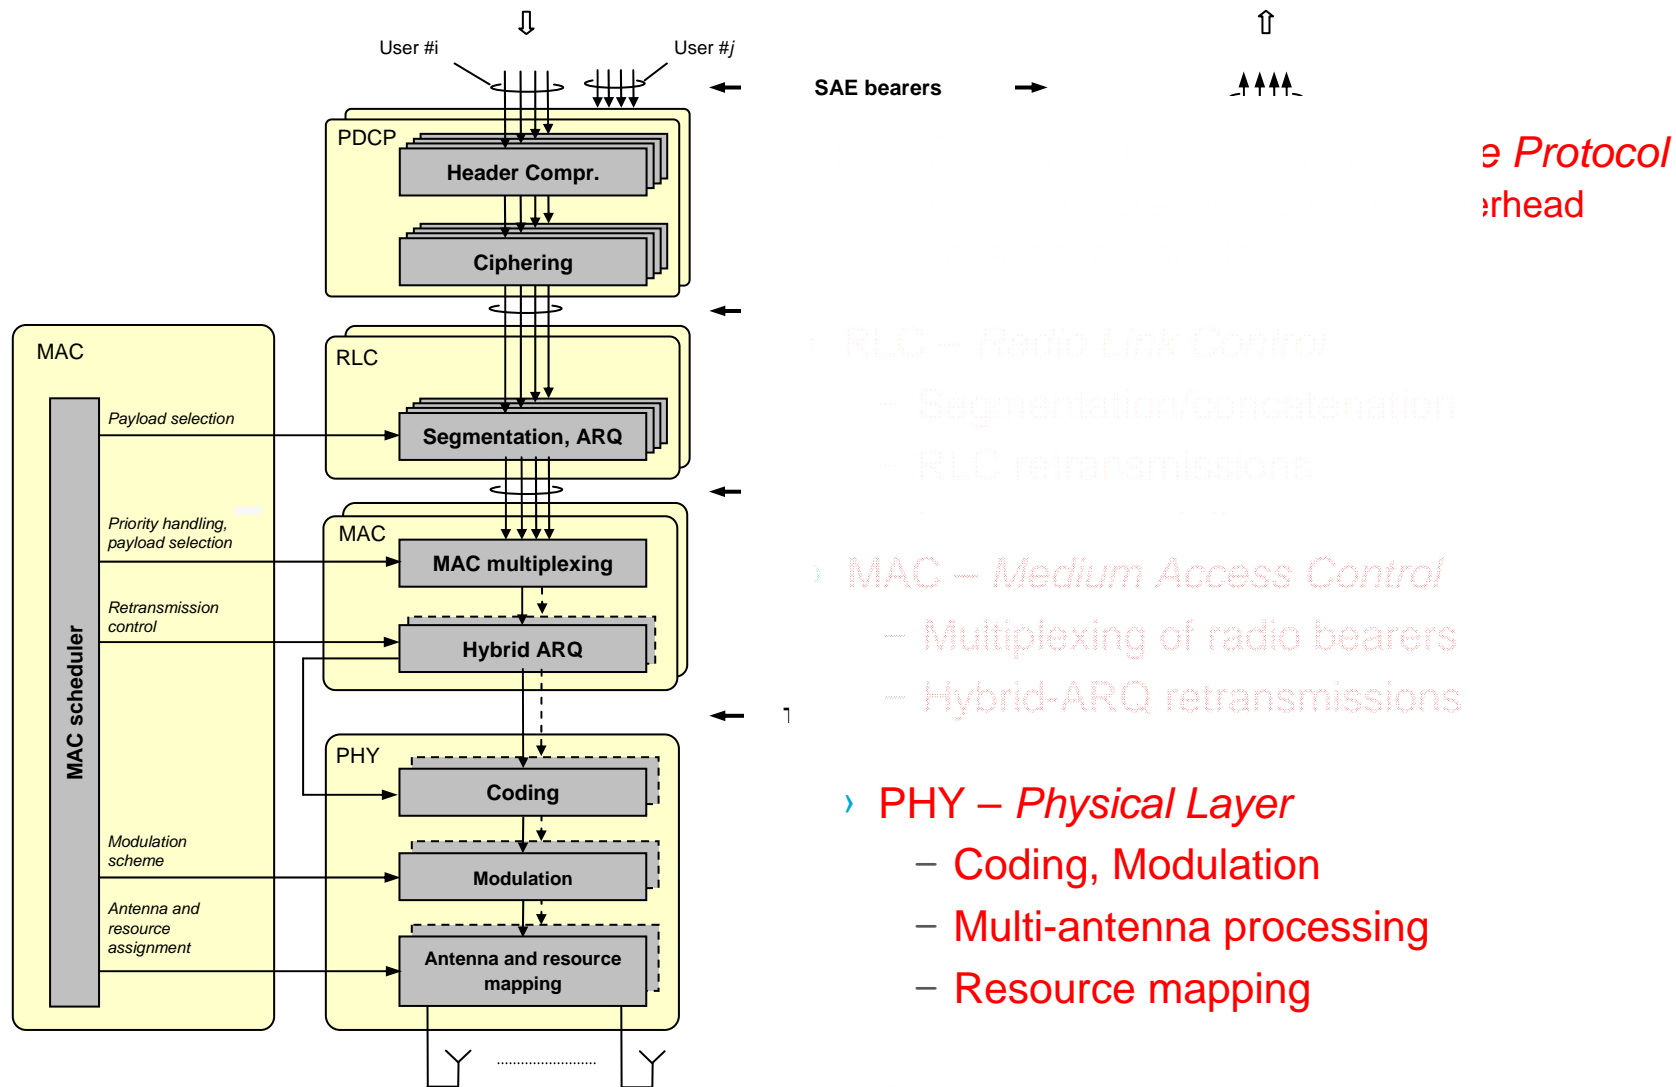 User #i
User #j
SAE bearers
PDCP
Header Compr.
Ciphering
e Protocol
erhead
MAC
RLC
Payload selection
Segmentation, ARQ
RLC – Radio Link Control
– Segmentation/concatenation
– RLC retransmissions
Priority handling,
payload selection
MAC
MAC multiplexing
Retransmission
control
Hybrid ARQ
› MAC – Medium Access Control
– Multiplexing of radio bearers
– Hybrid-ARQ retransmissions
MAC scheduler
PHY
Coding
Modulation
scheme
Modulation
Antenna and
resource
assignment
Antenna and resource
mapping
› PHY – Physical Layer
– Coding, Modulation
– Multi-antenna processing
– Resource mapping